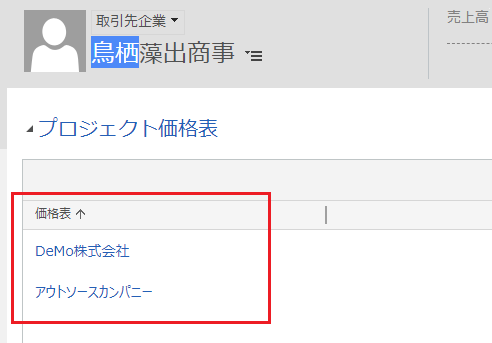 取引先企業
売上高
鳥栖藻出商事
プロジェクト価格表
価格表
DeMo株式会社
アウトソースカンパニー